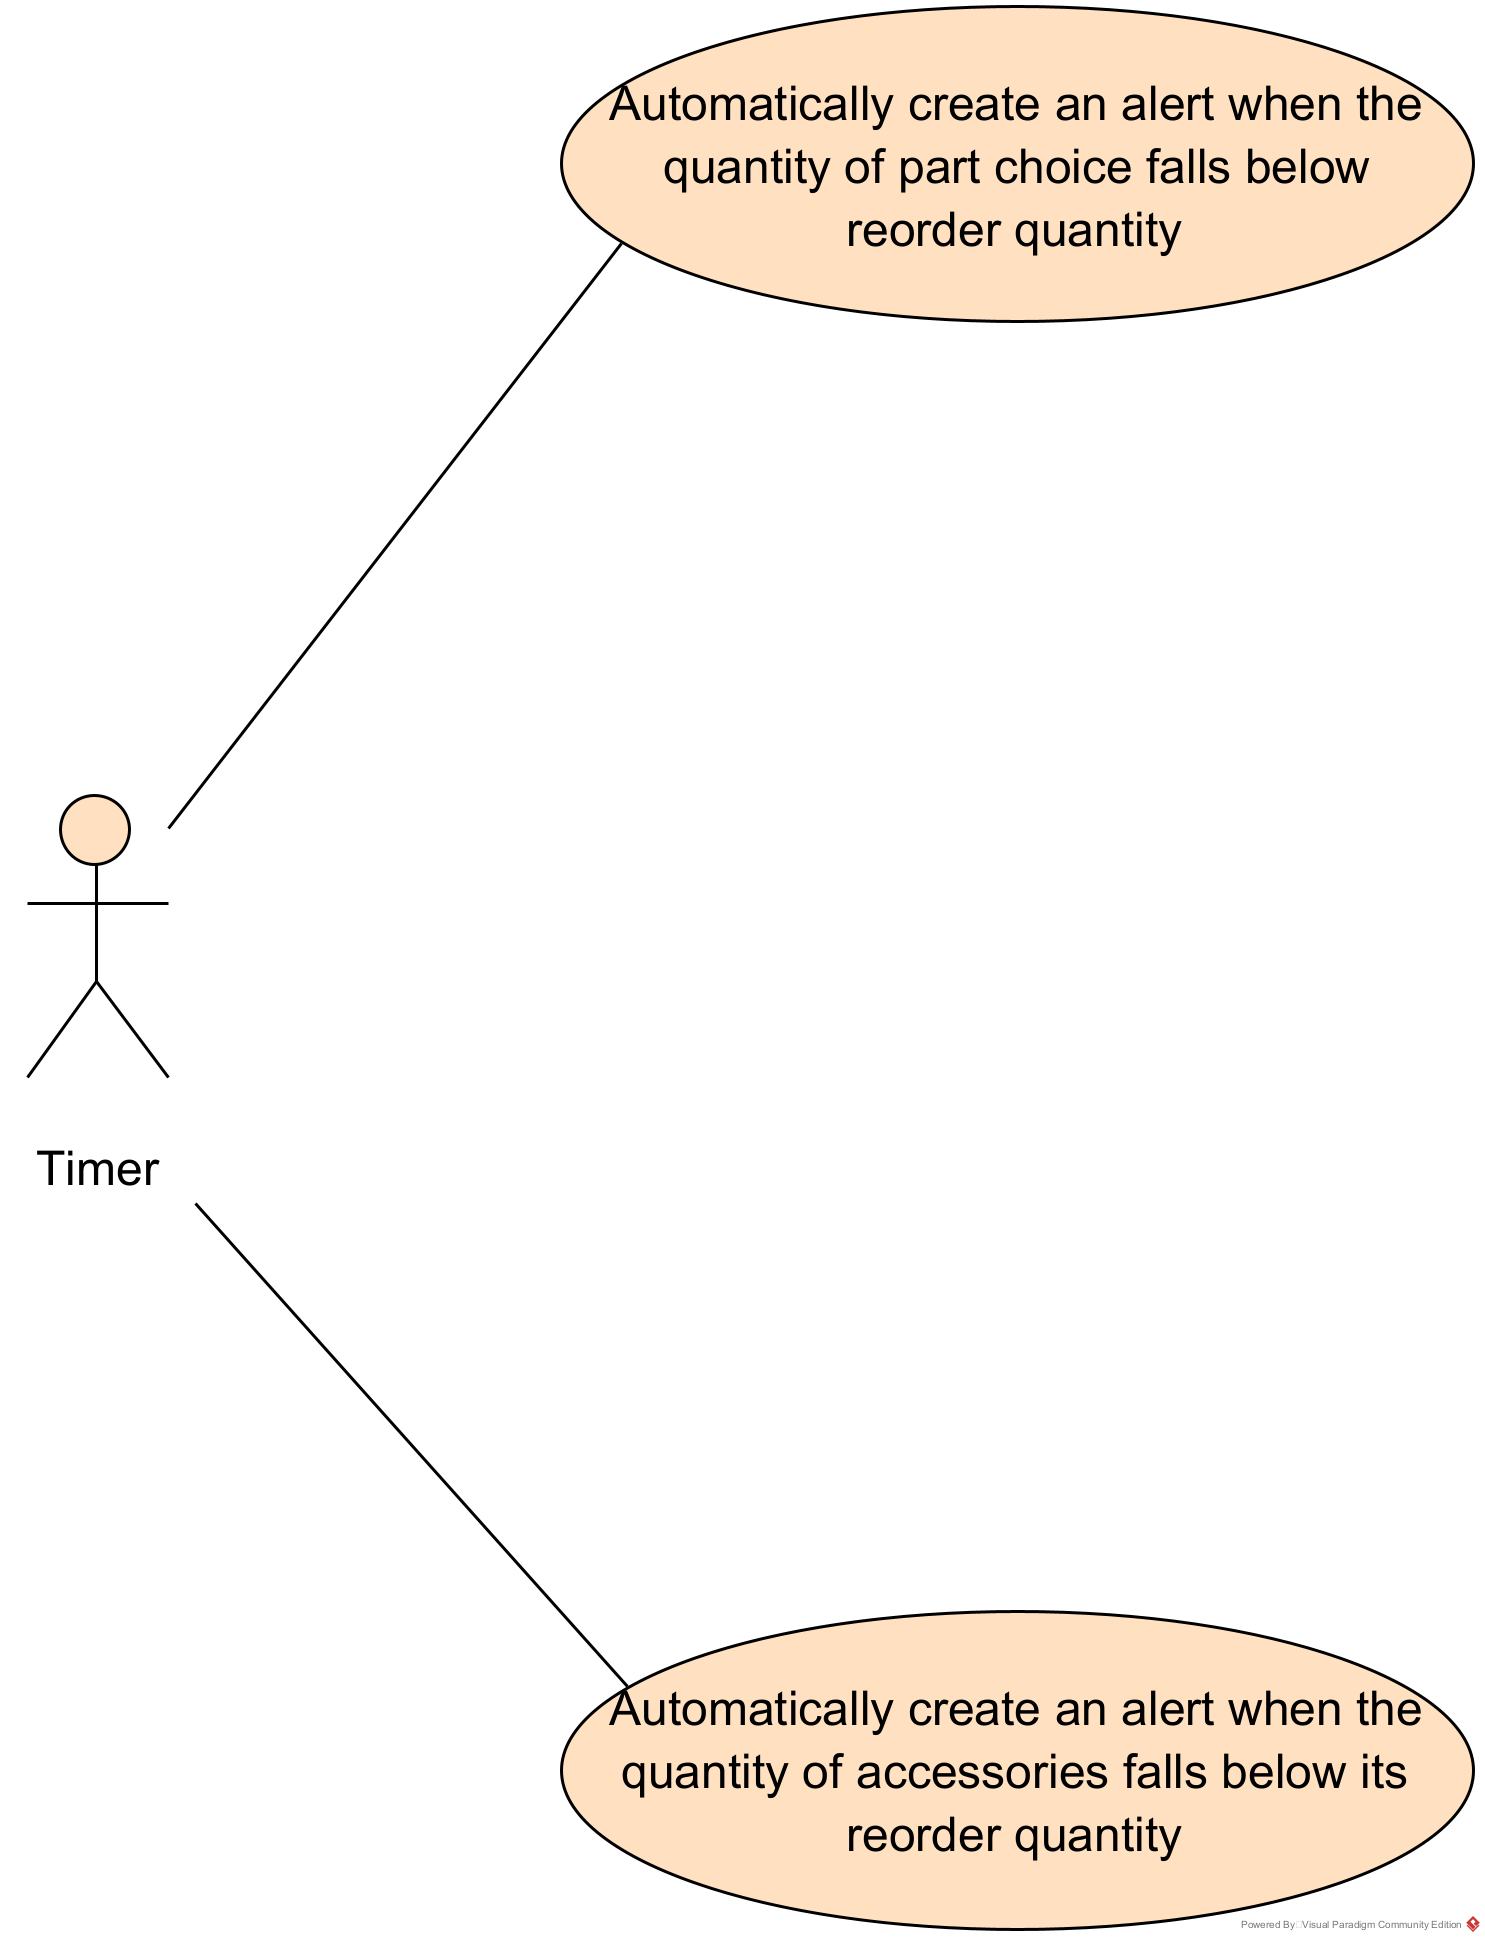 Automatically create an alert when the
quantity of part choice falls below
reorder quantity
Timer
Automatically create an alert when the
quantity of accessories falls below its
reorder quantity
Powered By Visual Paradigm Community Edition